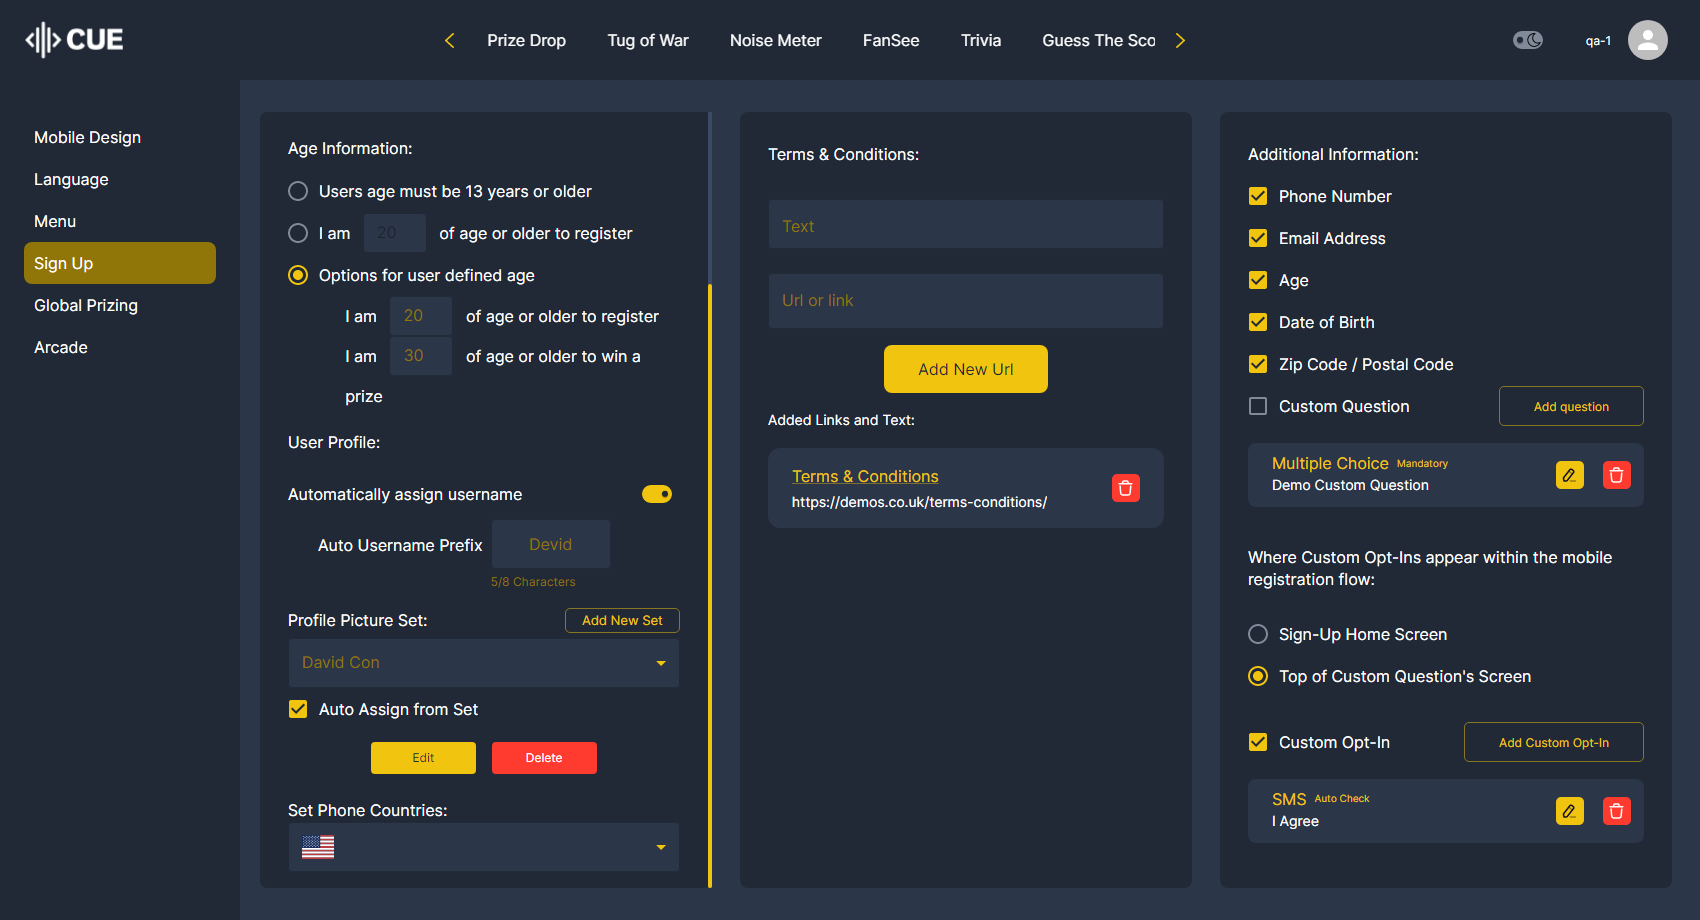 CUE
Prize Drop
Tug of War
Noise Meter
FanSee
Trivia
Guess The Sco
qa-1
Mobile Design
Language
Menu
Sign Up
Global Prizing
Arcade
Age Information:
Users age must be 13 years or older
I am 20 of age or older to register
Options for user defined age
I am 20 of age or older to register
I am 30 of age or older to win a
prize
User Profile:
Automatically assign username
Auto Username Prefix Devid
5/8 Characters
Profile Picture Set: Add New Set
David Con
Auto Assign from Set
Edit Delete
Set Phone Countries:
Terms & Conditions:
Text
Url or link
Add New Url
Added Links and Text:
Terms & Conditions
https://demos.co.uk/terms-conditions/
Additional Information:
Phone Number
Email Address
Age
Date of Birth
Zip Code / Postal Code
Custom Question Add question
Multiple Choice Mandatory
Demo Custom Question
Where Custom Opt-Ins appear within the mobile
registration flow:
Sign-Up Home Screen
Top of Custom Question's Screen
Custom Opt-In Add Custom Opt-In
SMS Auto Check
I Agree